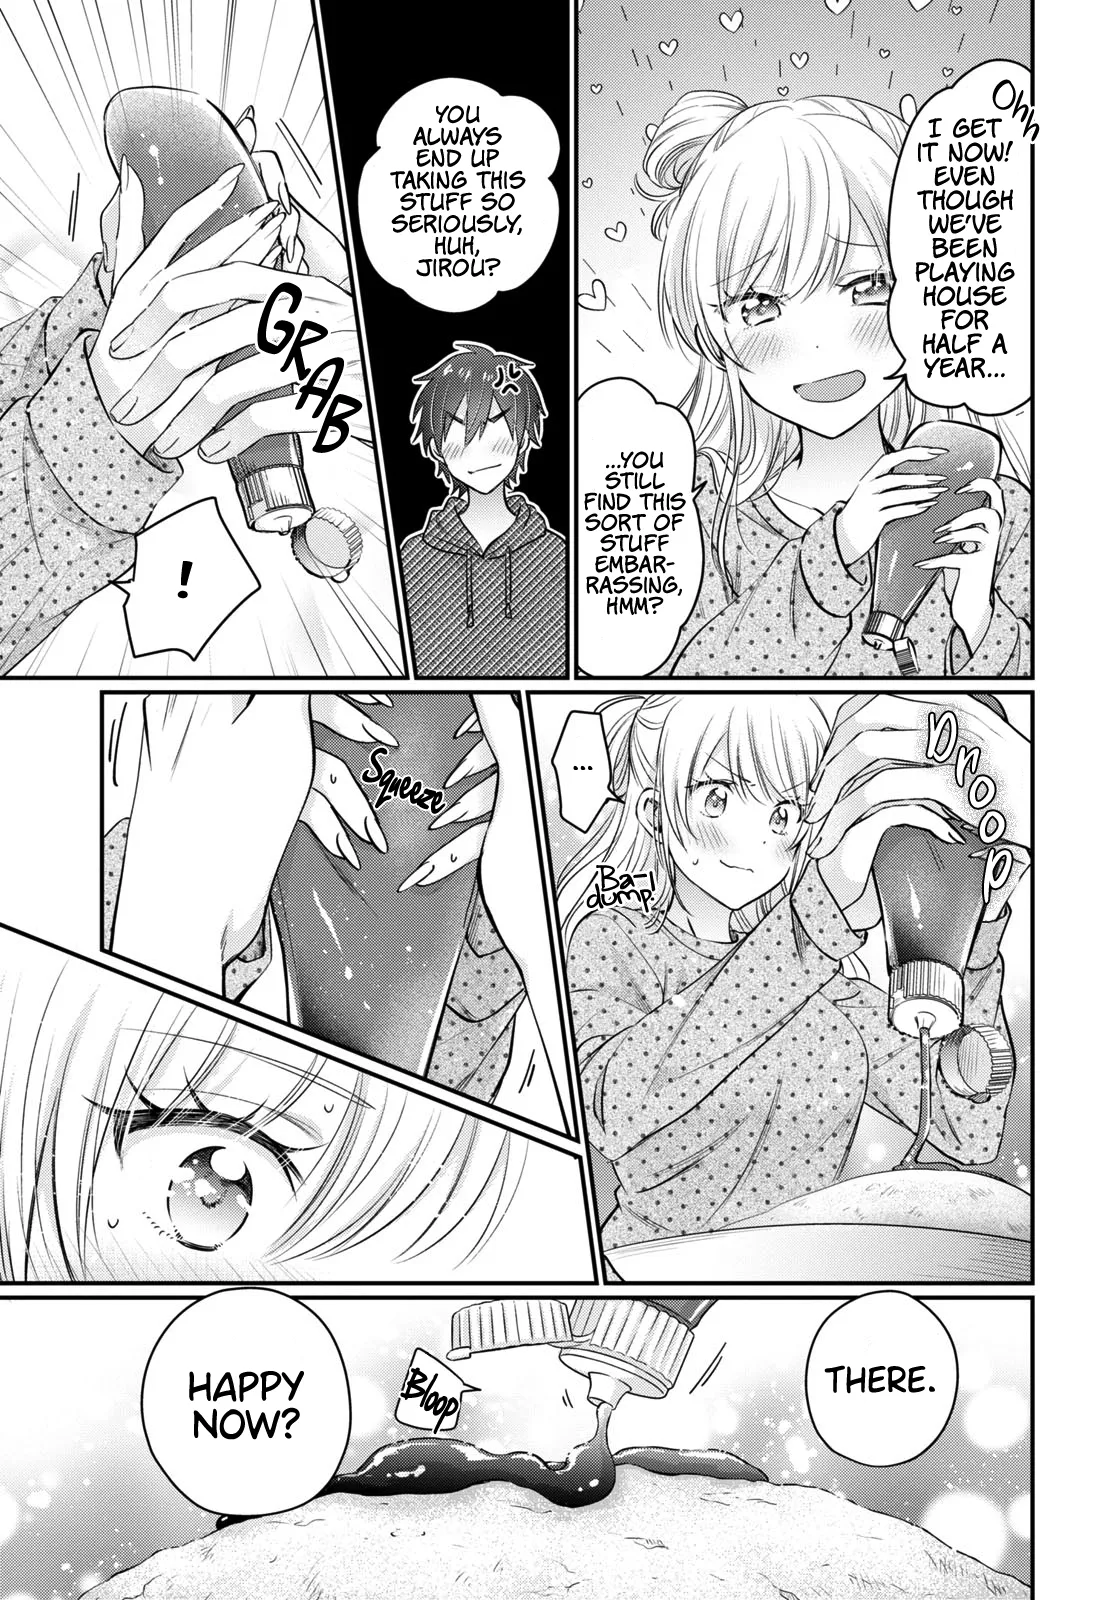 Ohh
I GET
IT NOW!
EVEN
THOUGH
WE'VE
BEEN
PLAYING
HOUSE
FOR
HALF A
YEAR...
...YOU
STILL
FIND THIS
SORT OF
STUFF
EMBAR-
RASSING,
HMM?
YOU
ALWAYS
END UP
TAKING THIS
STUFF SO
SERIOUSLY,
HUH,
JIROU?
GRAB
!
Droop
...
Ba-
dump!
Squeeze
THERE.
Bloop
HAPPY
NOW?